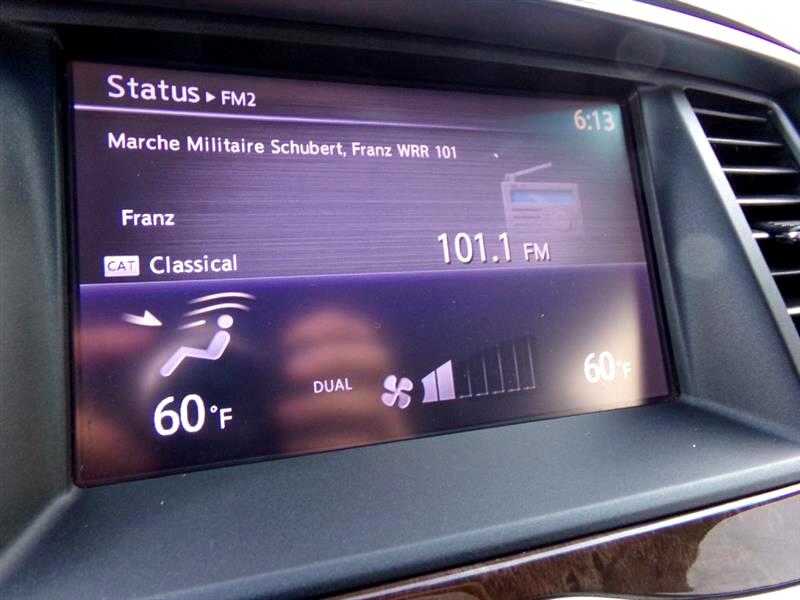 Status ▸ FM2
6:13
Marche Militaire Schubert, Franz WRR 101
Franz
101.1 FM
CAT Classical
60°F
DUAL
60°F